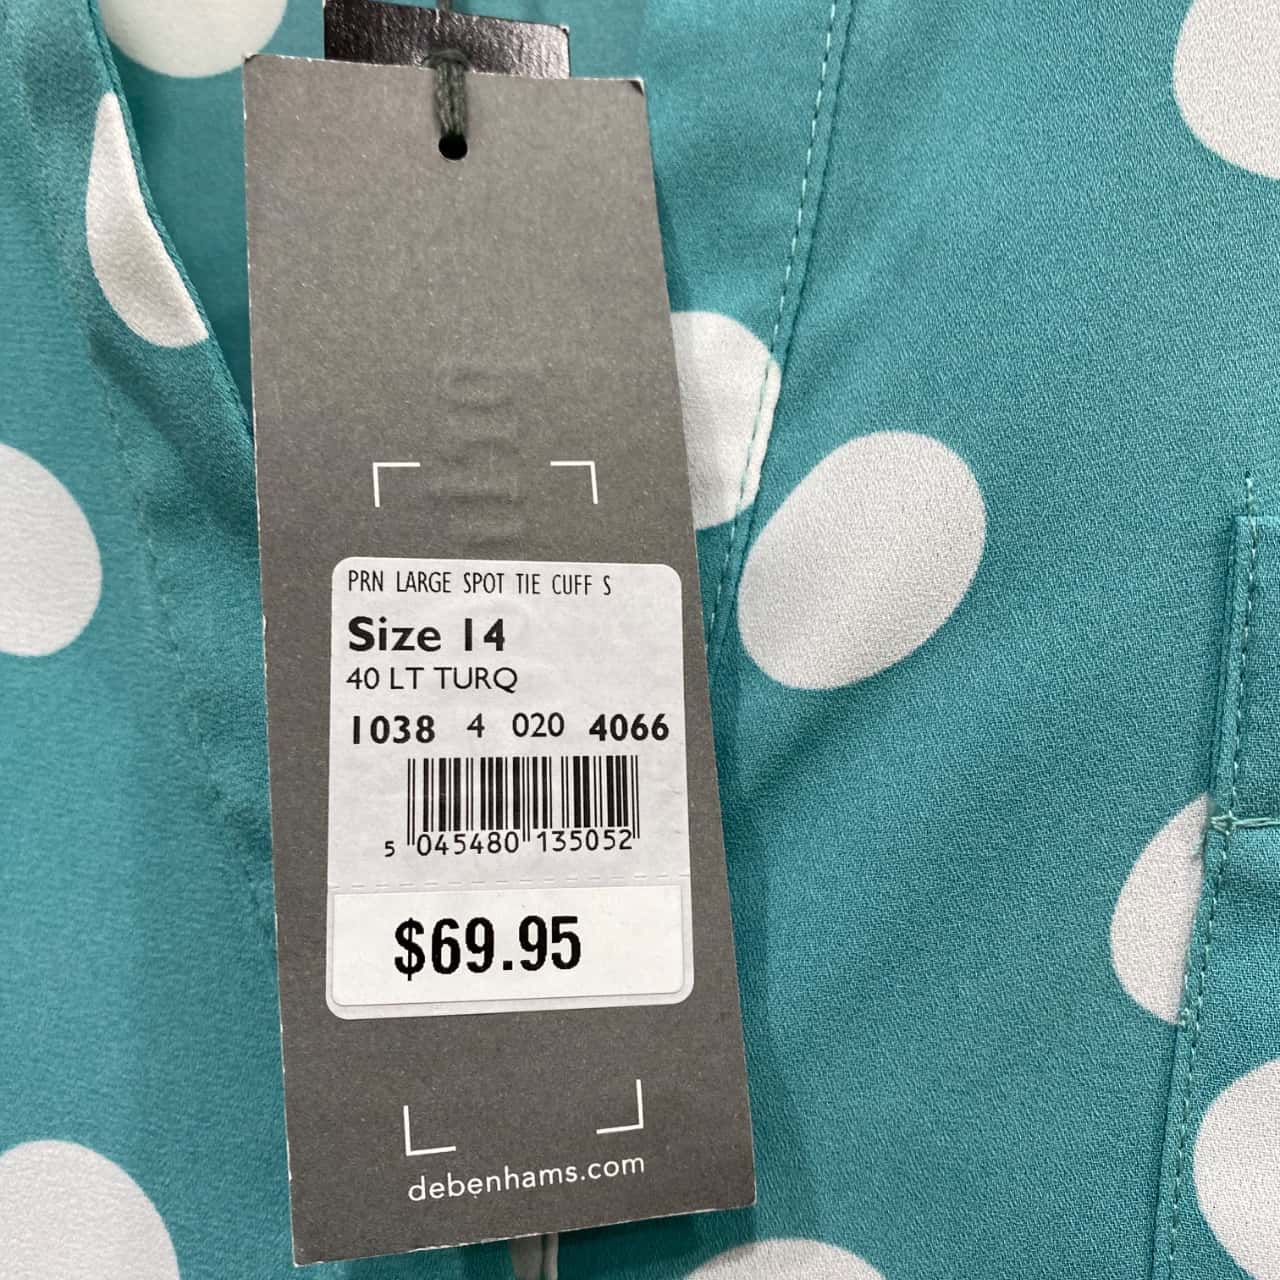 PRN LARGE SPOT TIE CUFF S
Size 14
40 LT TURQ
1038 4 020 4066
5 045480 135052
$69.95
debenhams.com